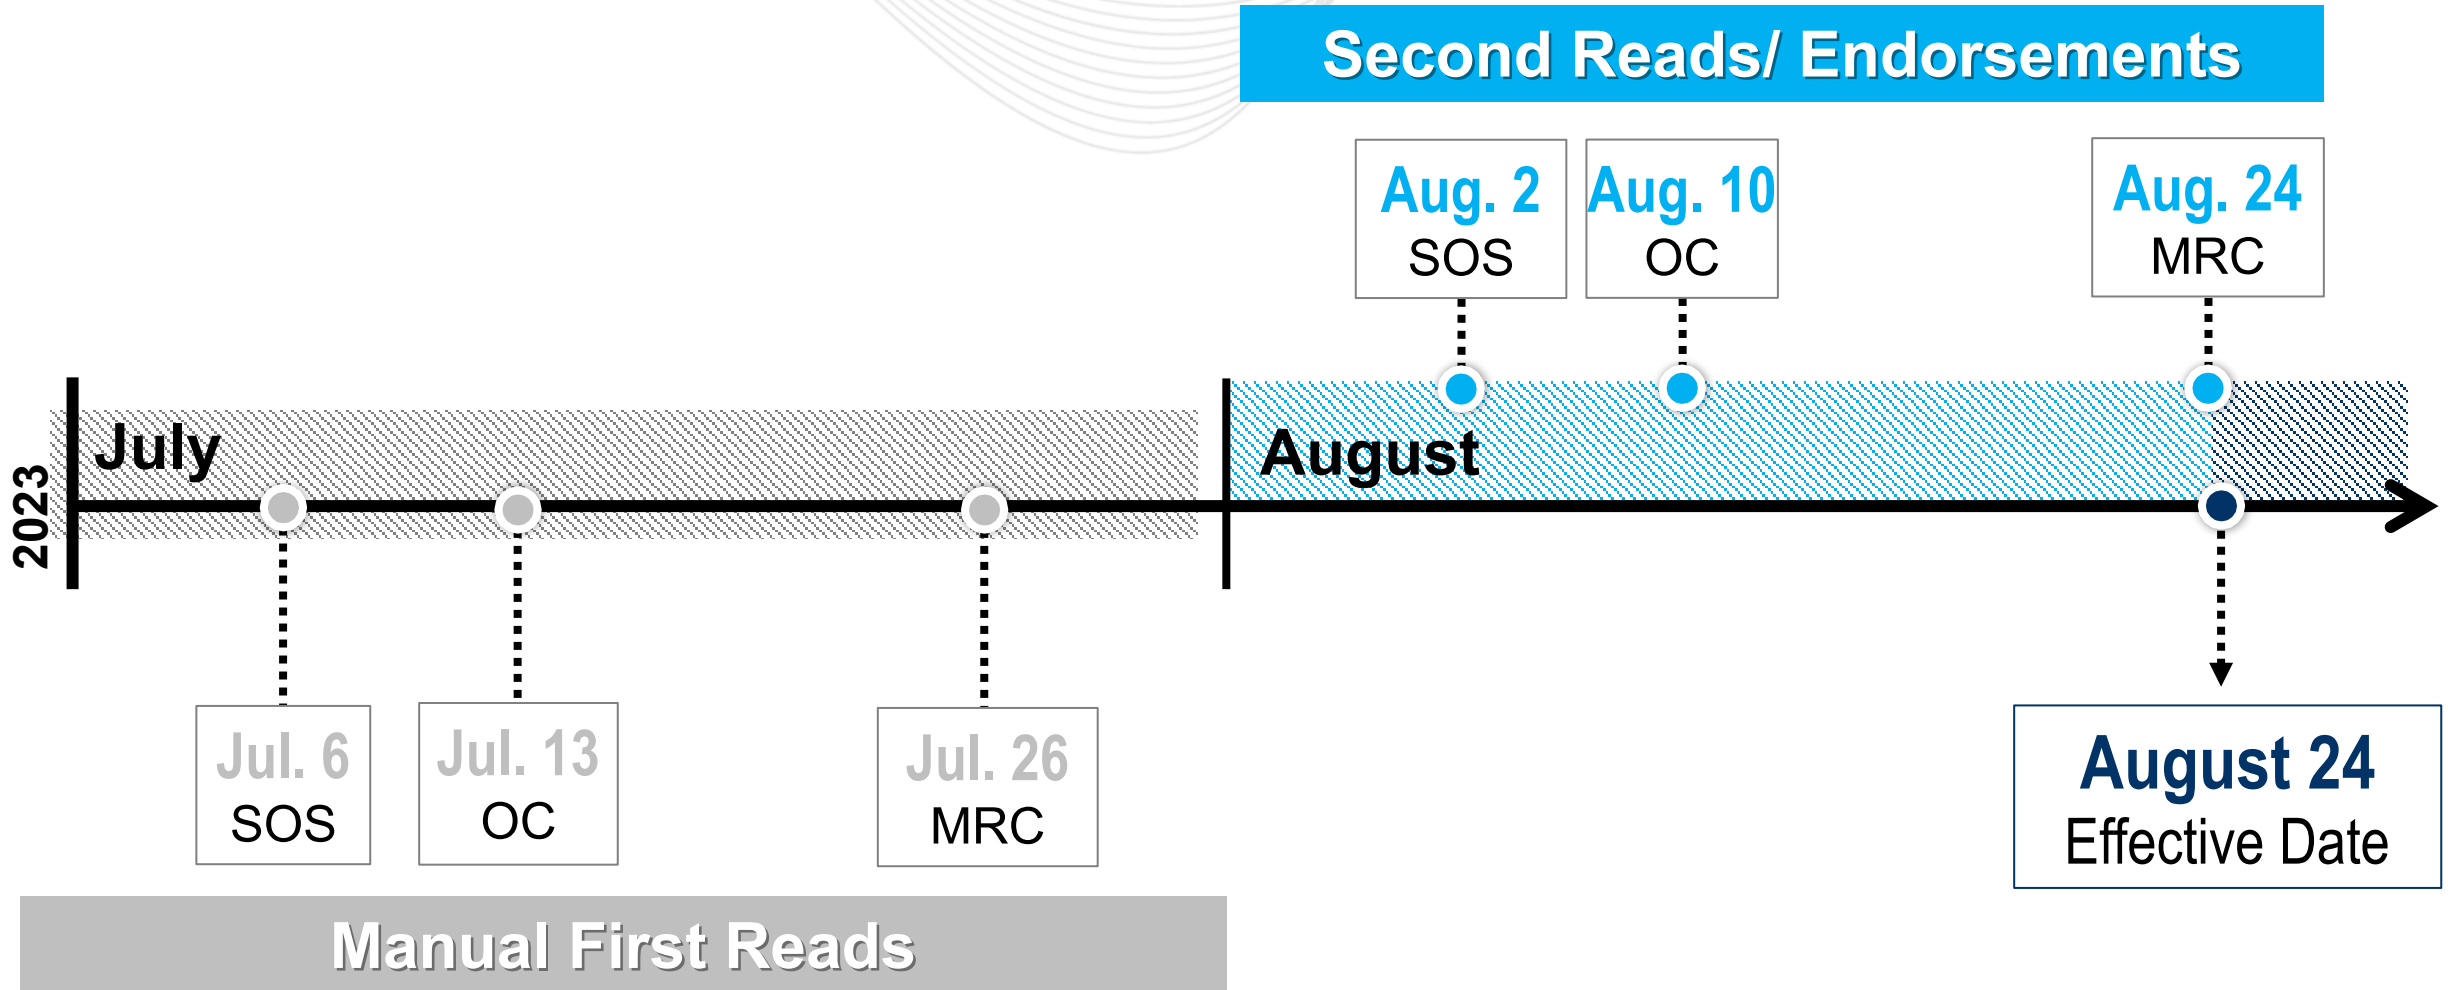 Second Reads/ Endorsements
Aug. 2
SOS
Aug. 10
OC
Aug. 24
MRC
2023
July
August
Jul. 6
SOS
Jul. 13
OC
Jul. 26
MRC
August 24
Effective Date
Manual First Reads